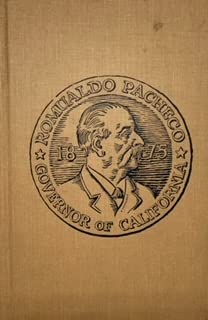 ROMUALDO PACHECO
18 75
GOVERNOR OF CALIFORNIA